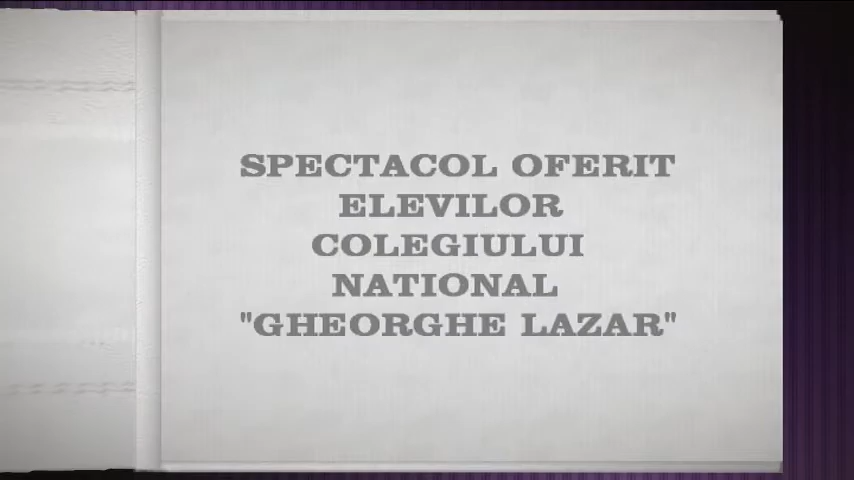 SPECTACOL OFERIT
ELEVILOR
COLEGIULUI
NATIONAL
"GHEORGHE LAZAR"